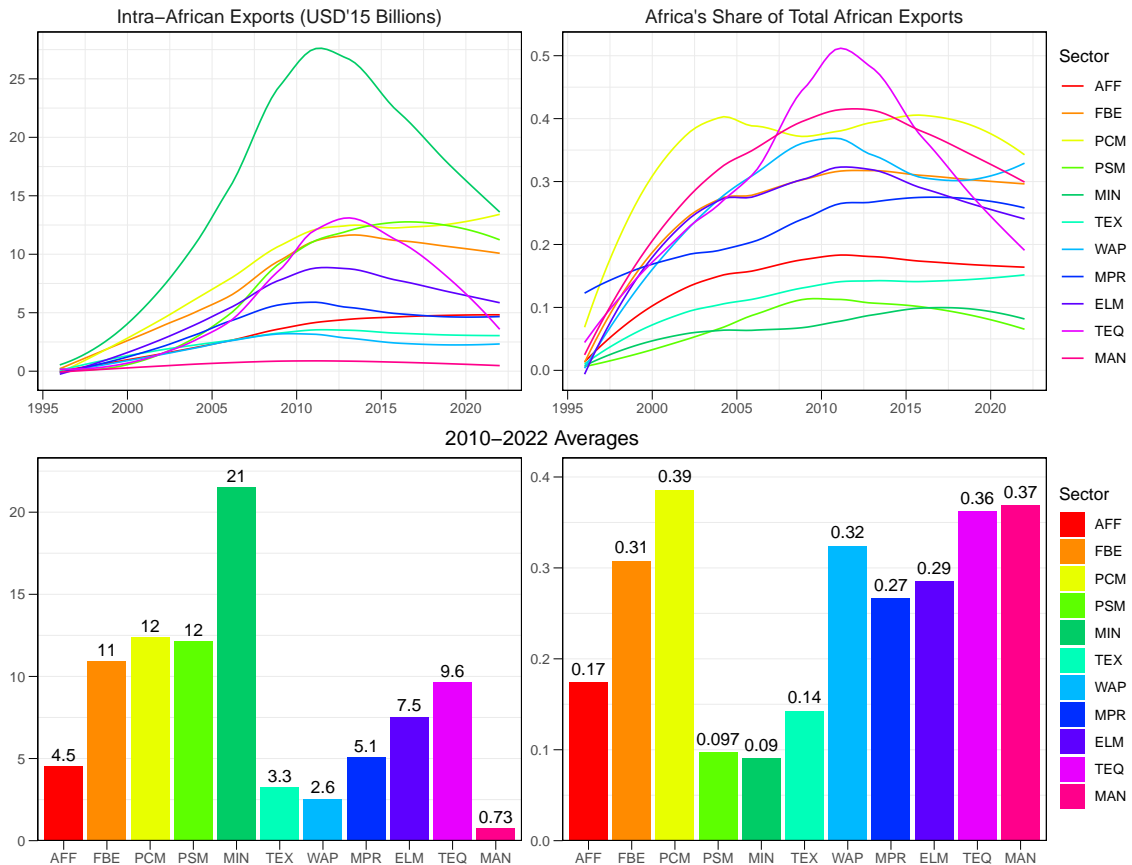 Intra−African Exports (USD'15 Billions)
Africa's Share of Total African Exports
0
5
10
15
20
25
1995
2000
2005
2010
2015
2020
0.0
0.1
0.2
0.3
0.4
0.5
1995
2000
2005
2010
2015
2020
Sector
AFF
FBE
PCM
PSM
MIN
TEX
WAP
MPR
ELM
TEQ
MAN
2010−2022 Averages
0
5
10
15
20
4.5
11
12
12
21
3.3
2.6
5.1
7.5
9.6
0.73
AFF FBE PCM PSM MIN TEX WAP MPR ELM TEQ MAN
0.0
0.1
0.2
0.3
0.4
0.17
0.31
0.39
0.097
0.09
0.14
0.32
0.27
0.29
0.36
0.37
AFF FBE PCM PSM MIN TEX WAP MPR ELM TEQ MAN
Sector
AFF
FBE
PCM
PSM
MIN
TEX
WAP
MPR
ELM
TEQ
MAN